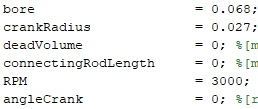 bore = 0.068;
crankRadius = 0.027;
deadVolume = 0; %[m
connectingRodLength = 0; %[m
RPM = 3000;
angleCrank = 0; %[r